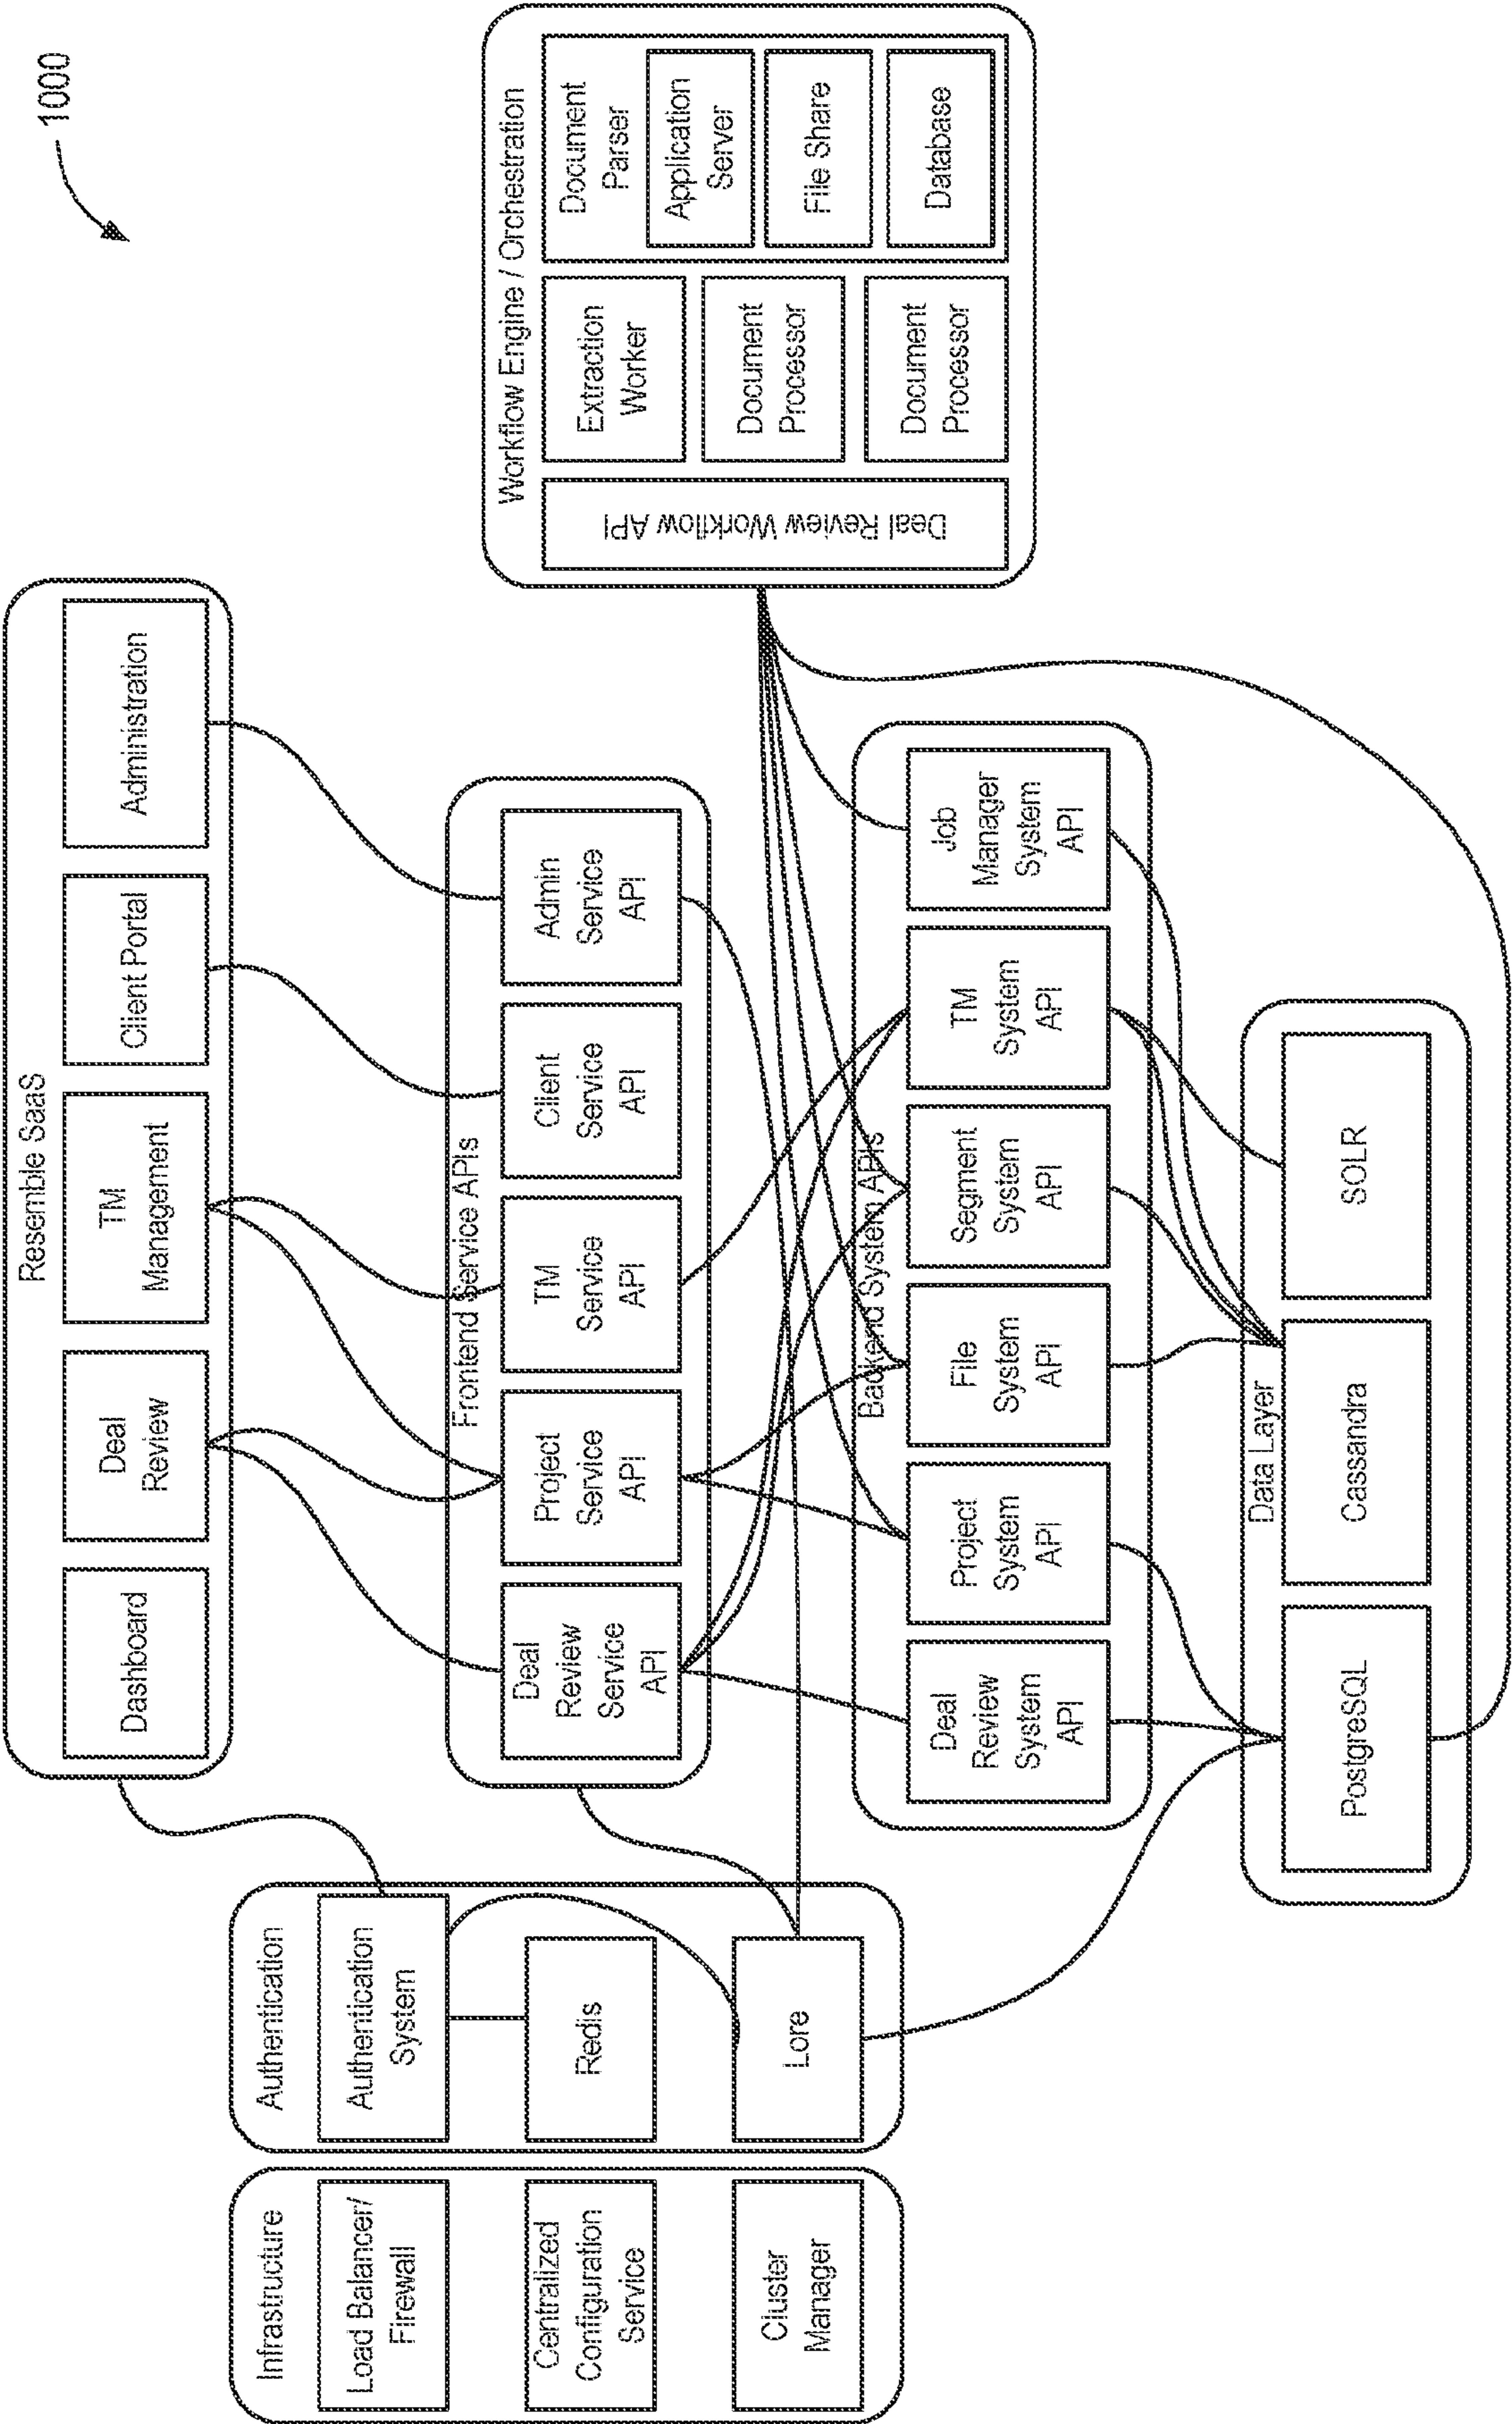 1000
Resemble SaaS
Dashboard
Deal
Review
TM
Management
Client Portal
Administration
Infrastructure
Load Balancer/
Firewall
Centralized
Configuration
Service
Cluster
Manager
Authentication
Authentication
System
Redis
Lore
Frontend Service APIs
Deal
Review
Service
API
Project
Service
API
TM
Service
API
Client
Service
API
Admin
Service
API
Workflow Engine / Orchestration
Deal Review Workflow API
Extraction
Worker
Document
Processor
Document
Processor
Document
Parser
Application
Server
File Share
Database
Backend System APIs
Deal
Review
System
API
Project
System
API
File
System
API
Segment
System
API
TM
System
API
Job
Manager
System
API
Data Layer
PostgreSQL
Cassandra
SOLR